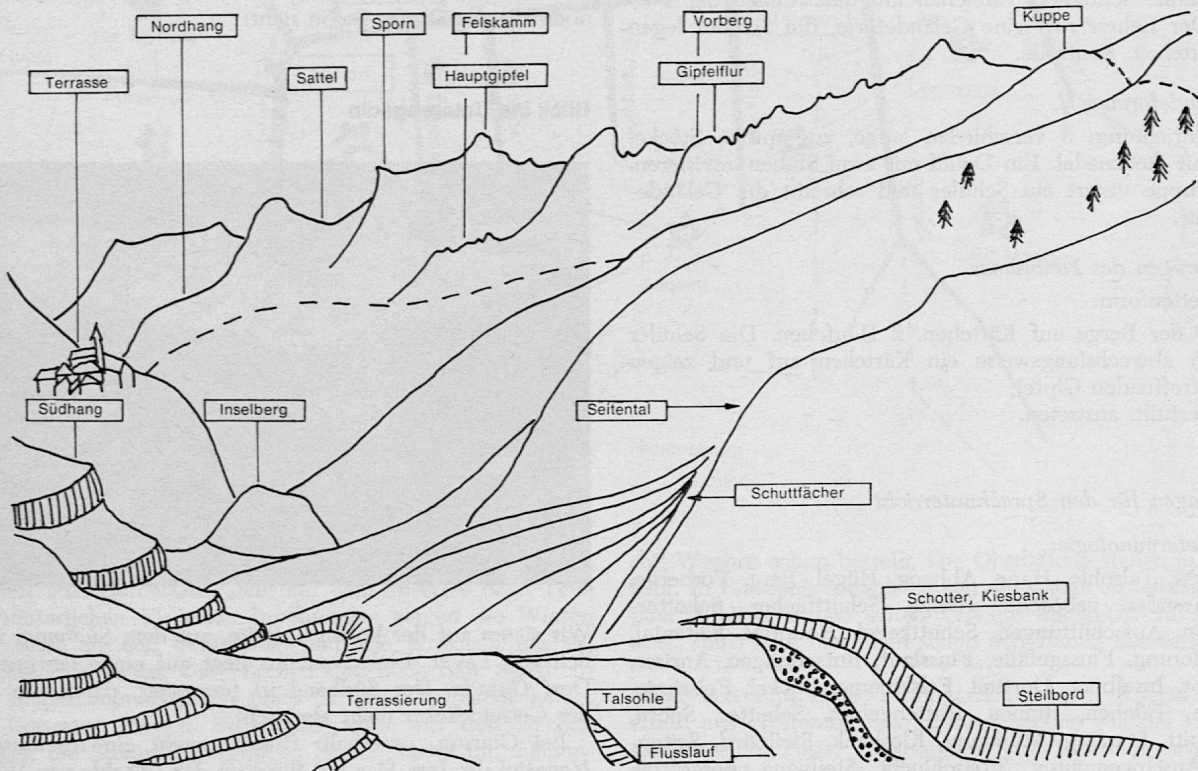 Nordhang
Sporn
Felskamm
Vorberg
Kuppe
Terrasse
Sattel
Hauptgipfel
Gipfelflur
Südhang
Inselberg
Seitental
Schuttfächer
Schotter, Kiesbank
Terrassierung
Talsohle
Steilbord
Flusslauf